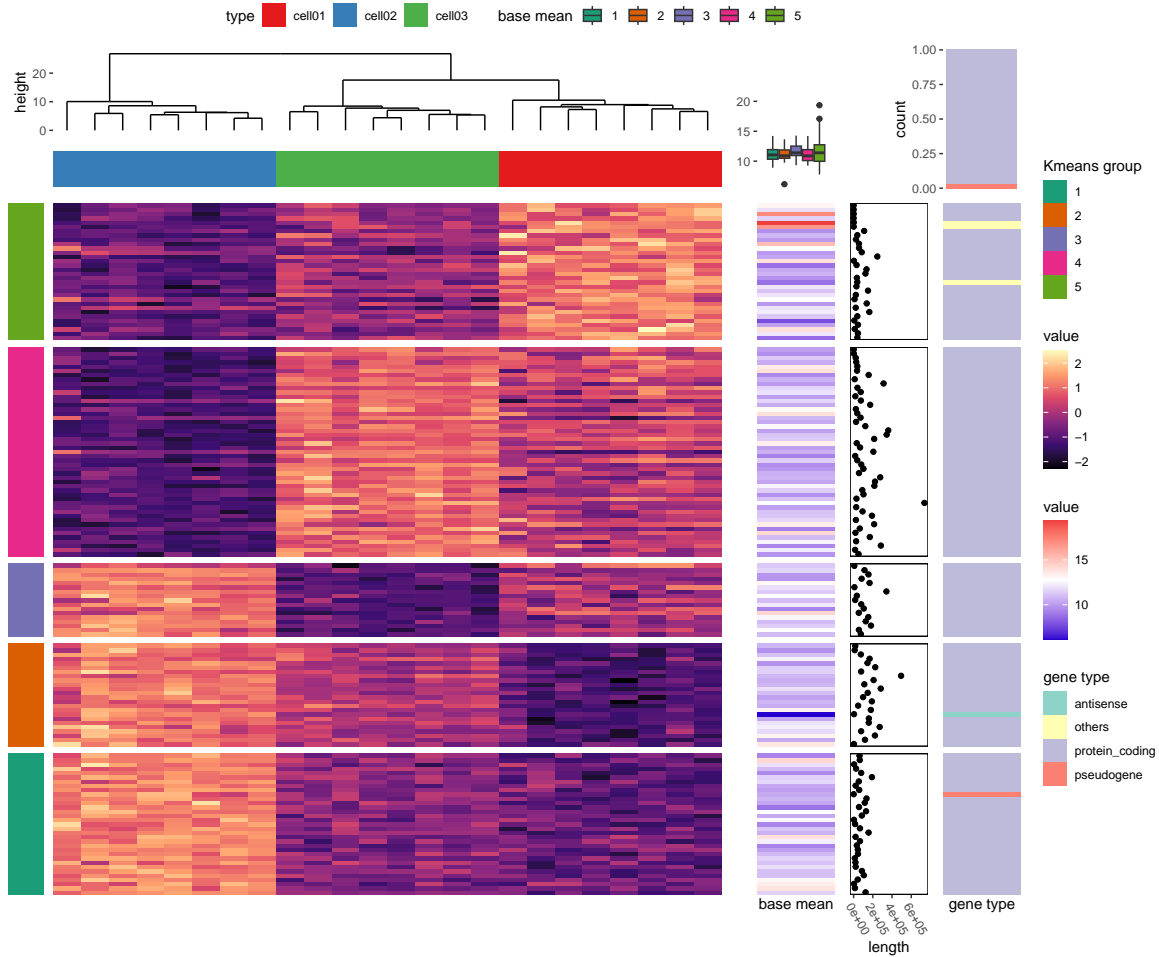 type cell01 cell02 cell03 base mean 1 2 3 4 5
height
20
10
0
20
15
10
count
1.00
0.75
0.50
0.25
0.00
Kmeans group
1
2
3
4
5
value
2
1
0
−1
−2
value
15
10
gene type
antisense
others
protein_coding
pseudogene
base mean
0e+00
2e+05
4e+05
6e+05
length
gene type